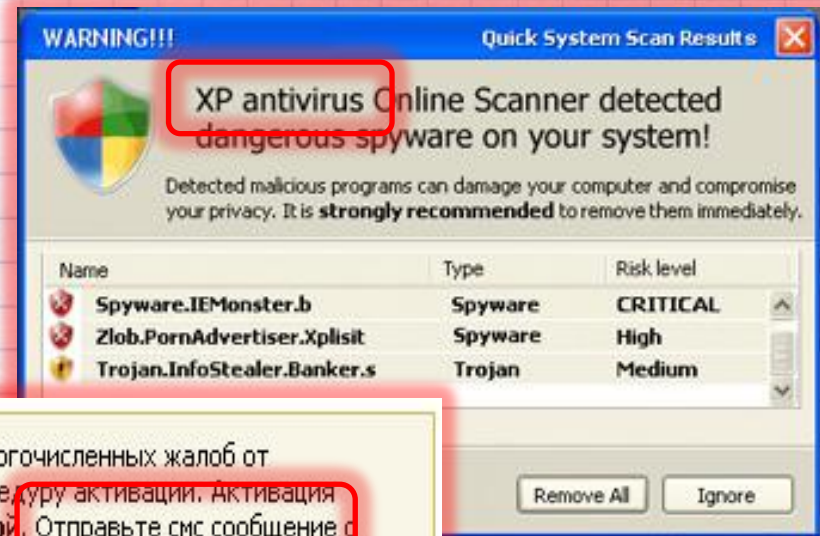 WARNING!!! Quick System Scan Results
XP antivirus Online Scanner detected
dangerous spyware on your system!
Detected malicious programs can damage your computer and compromise
your privacy. It is strongly recommended to remove them immediately.
Name Type Risk level
Spyware.IEMonster.b Spyware CRITICAL
Zlob.PornAdvertiser.Xplisit Spyware High
Trojan.InfoStealer.Banker.s Trojan Medium
Remove All Ignore
жалоб от
активации. Активация
Отправьте смс сообщение с